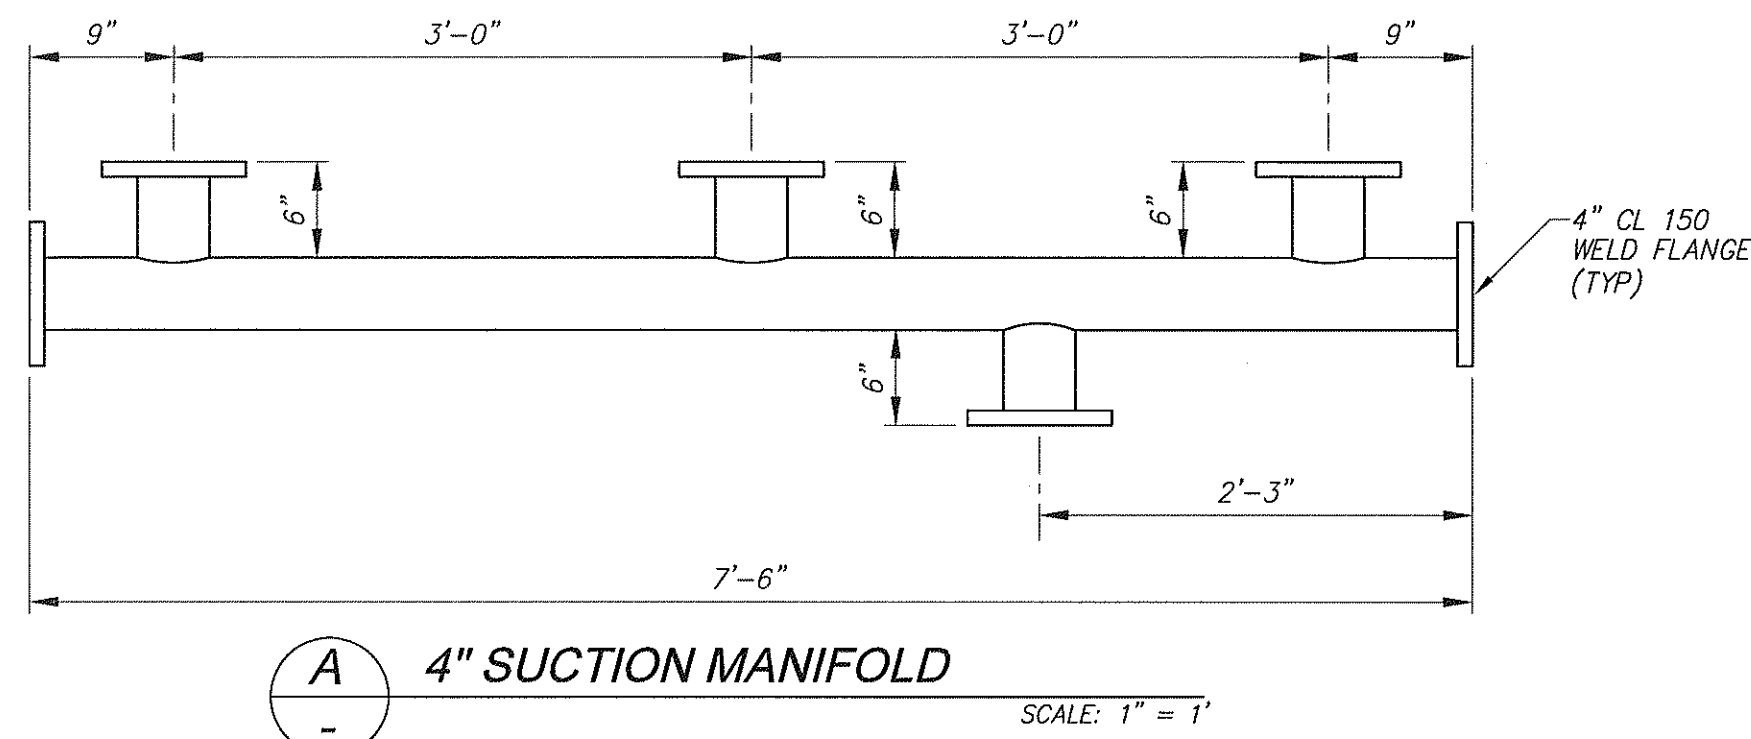 9"
3'-0"
3'-0"
9"
6"
6"
6"
4" CL 150
WELD FLANGE
(TYP)
6"
2'-3"
7'-6"
A
-
4" SUCTION MANIFOLD
SCALE: 1" = 1'